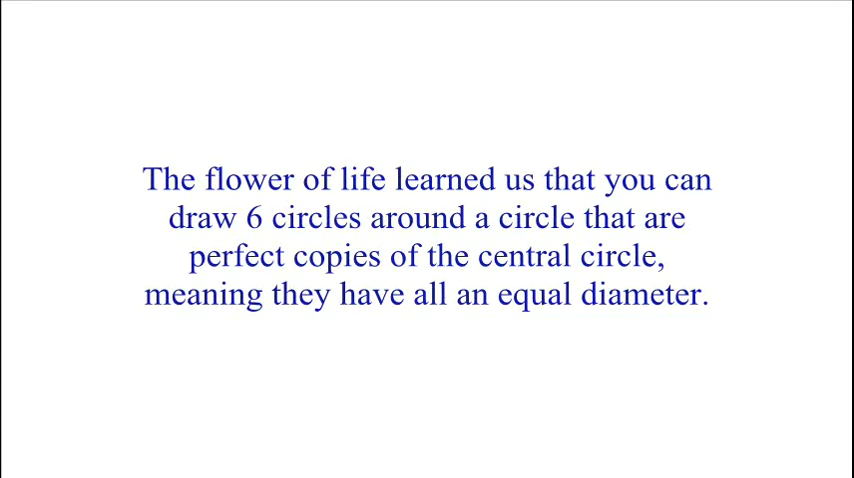 The flower of life learned us that you can
draw 6 circles around a circle that are
perfect copies of the central circle,
meaning they have all an equal diameter.